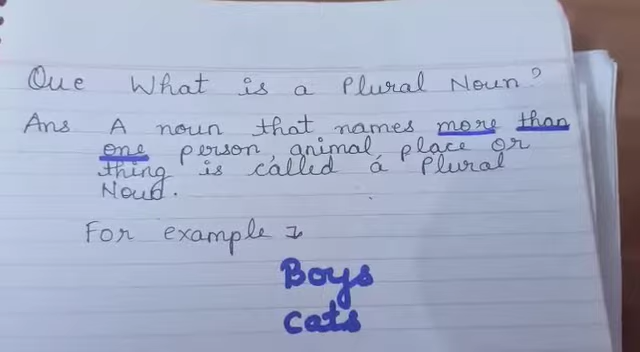 Que What is a Plural Noun?
Ans A noun that names more than
one person, animal, place or
thing is called a Plural
Noud.
For example :-
Boys
Cats